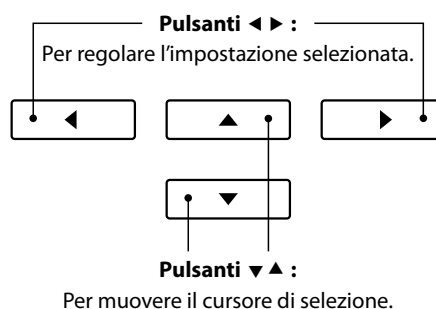 Pulsanti ◀ ▶ :
Per regolare l’impostazione selezionata.
Pulsanti ▼ ▲ :
Per muovere il cursore di selezione.